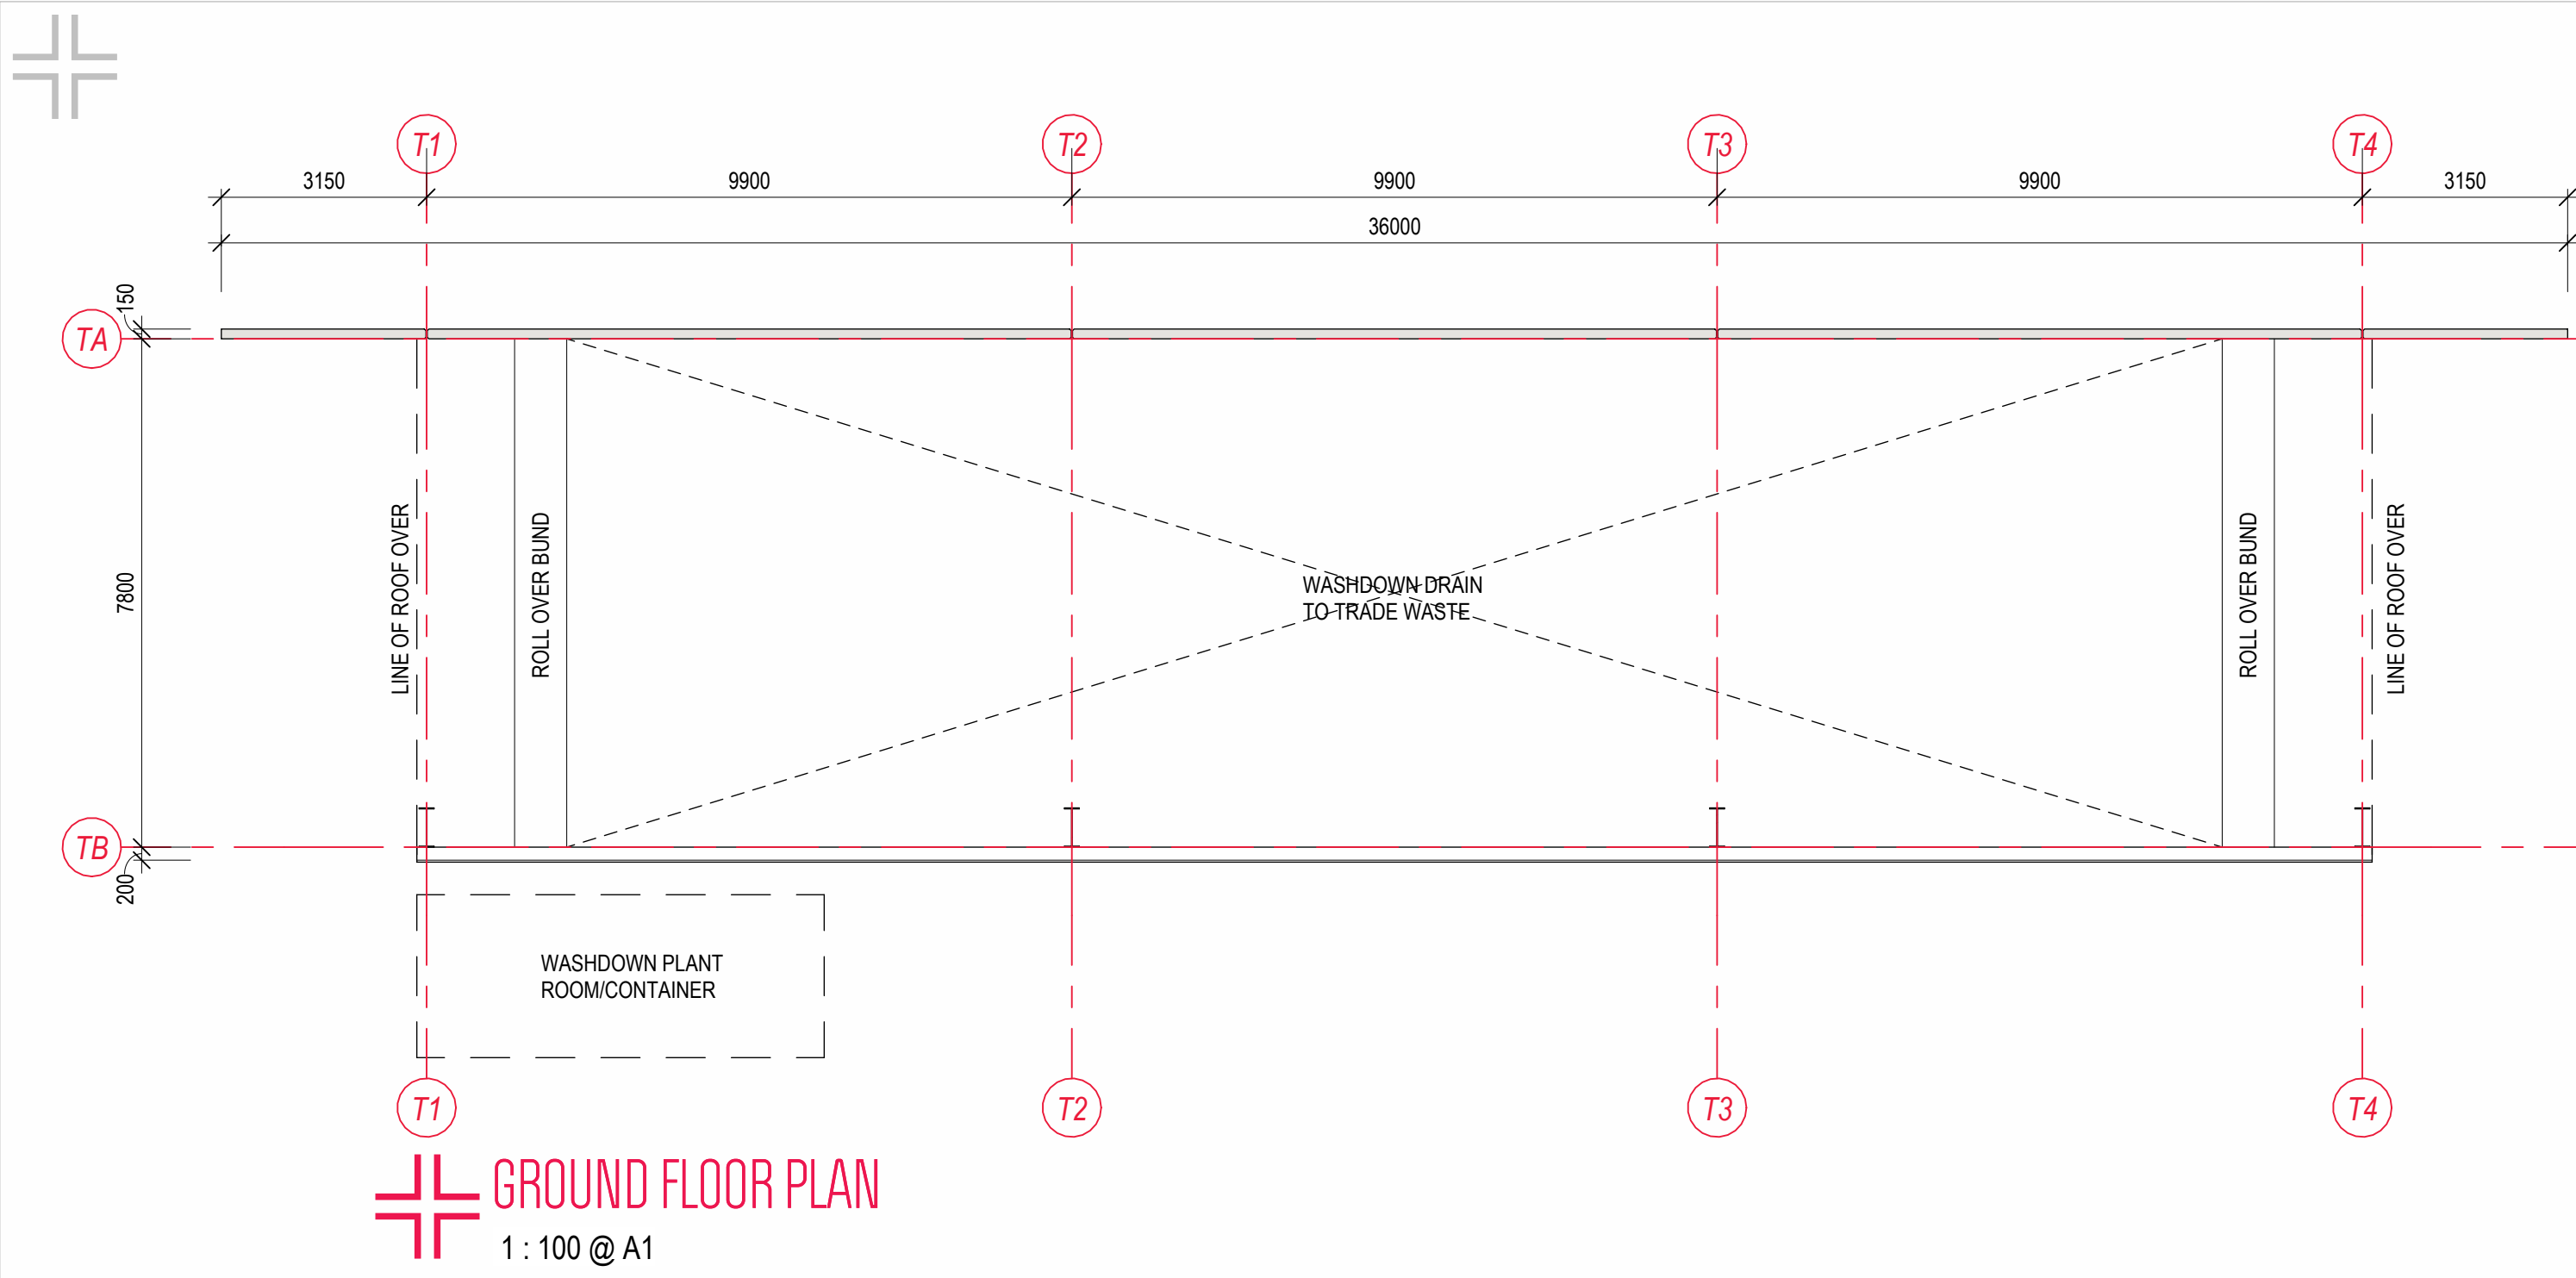 T1 T2 T3 T4
3150 9900 9900 9900 3150
36000
150
TA
7800
LINE OF ROOF OVER
ROLL OVER BUND
WASHDOWN DRAIN
TO TRADE WASTE
ROLL OVER BUND
LINE OF ROOF OVER
TB
200
WASHDOWN PLANT
ROOM/CONTAINER
T1 T2 T3 T4
GROUND FLOOR PLAN
1 : 100 @ A1